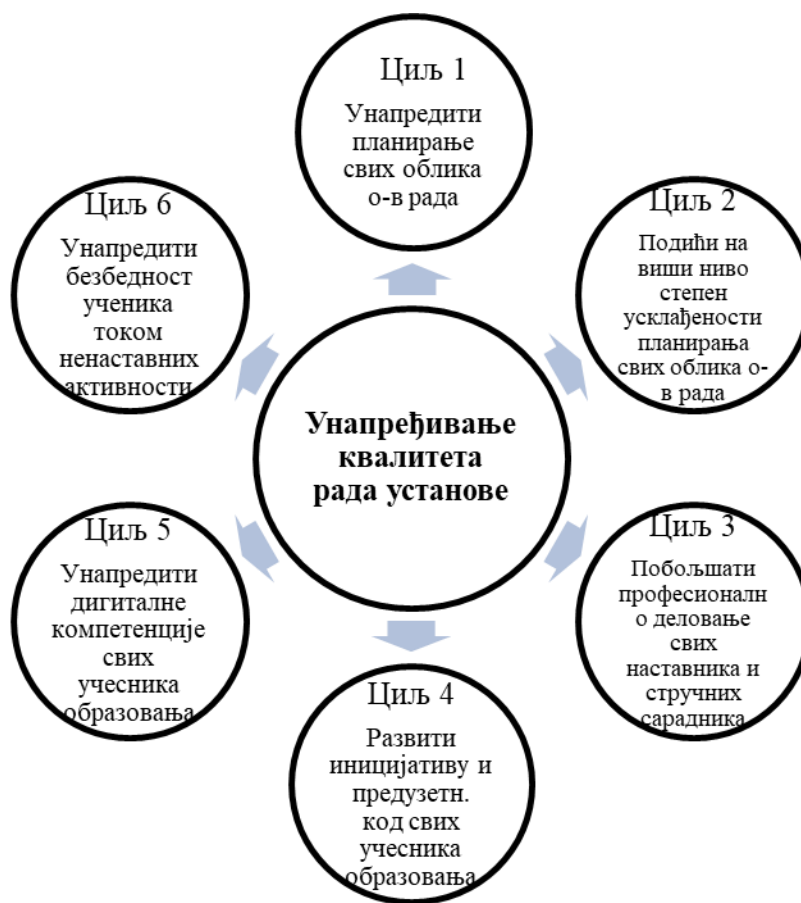 Циљ 1
Унапредити
планирање
свих облика
о-в рада
Циљ 2
Подићи на
виши ниво
степен
усклађености
планирања
свих облика о-
в рада
Циљ 3
Побољшати
професионалн
о деловање
свих
наставника и
стручних
сарадника
Циљ 4
Развити
иницијативу и
предузетн.
код свих
учесника
образовања
Циљ 5
Унапредити
дигиталне
компетенције
свих
учесника
образовања
Циљ 6
Унапредити
безбедност
ученика
током
ненаставних
активности
Унапређивање
квалитета
рада установе